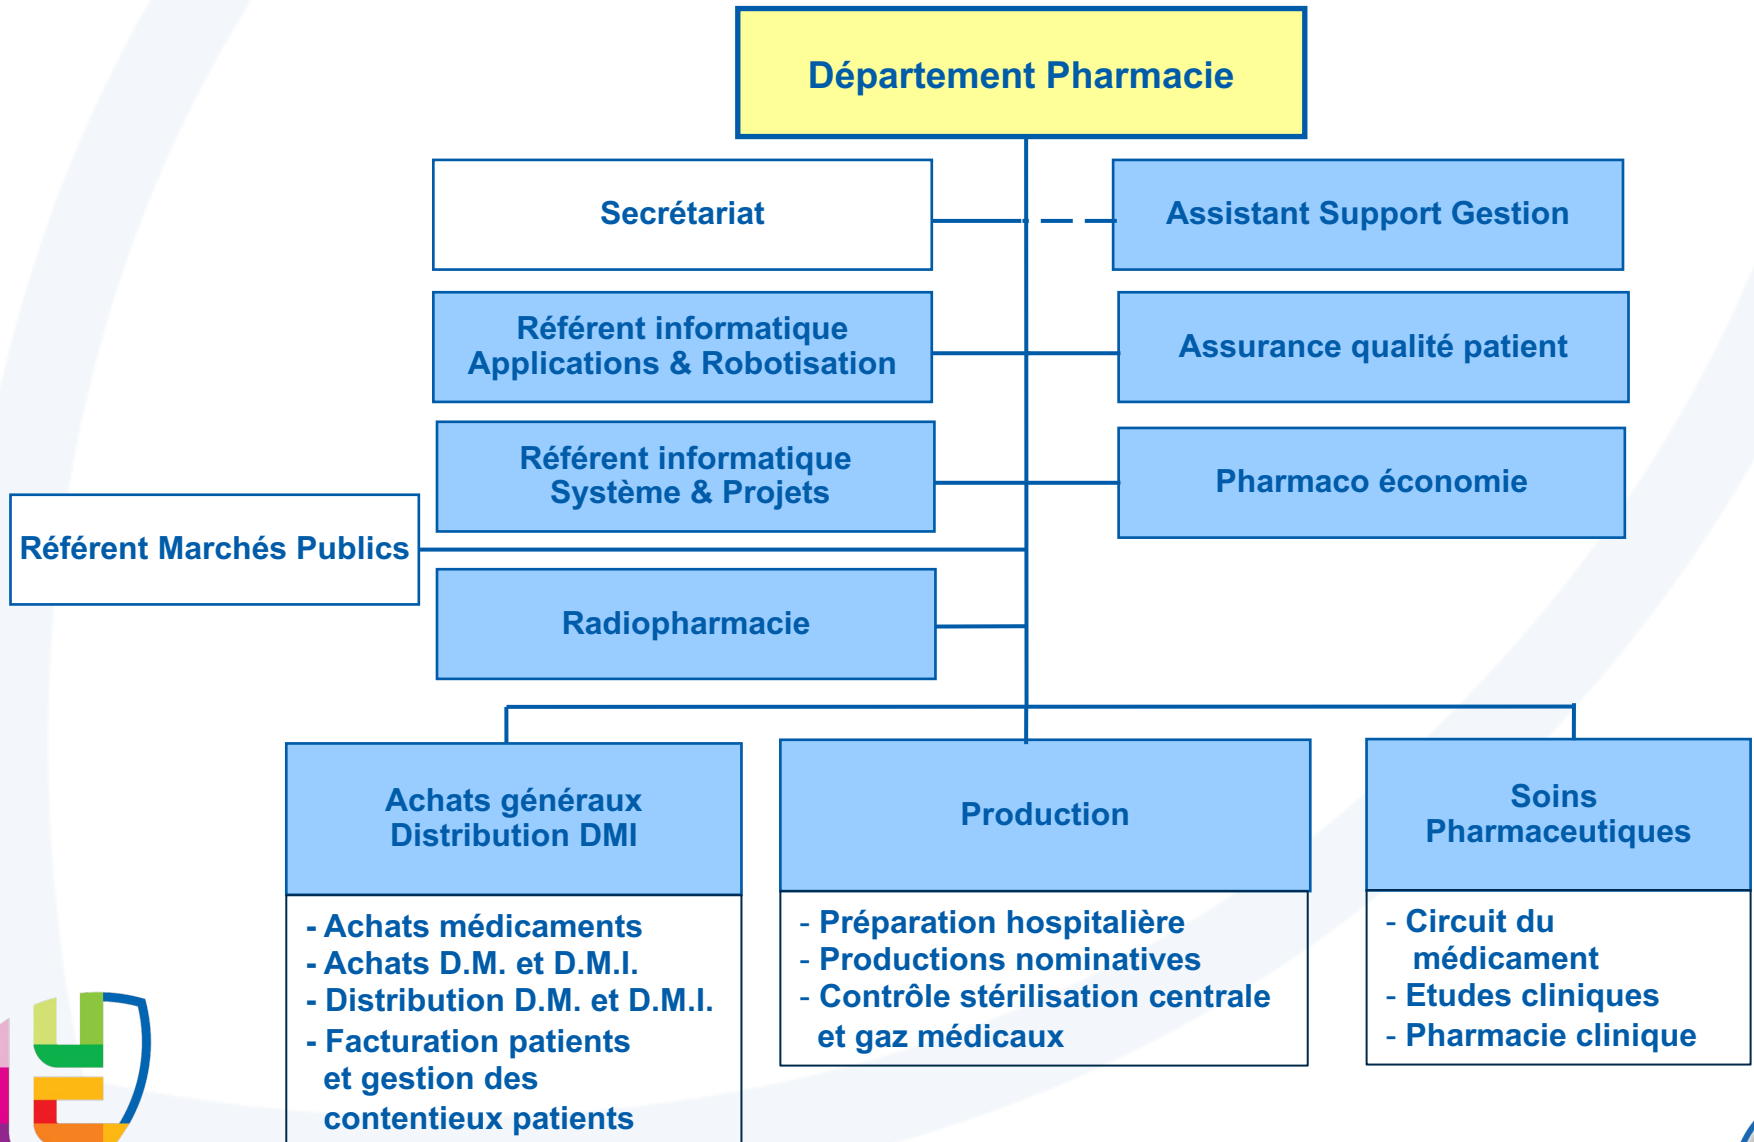 Département Pharmacie
Secrétariat
Assistant Support Gestion
Référent informatique
Applications & Robotisation
Assurance qualité patient
Référent informatique
Système & Projets
Pharmaco économie
Référent Marchés Publics
Radiopharmacie
Achats généraux
Distribution DMI
- Achats médicaments
- Achats D.M. et D.M.I.
- Distribution D.M. et D.M.I.
- Facturation patients
et gestion des
contentieux patients
Production
- Préparation hospitalière
- Productions nominatives
- Contrôle stérilisation centrale
et gaz médicaux
Soins
Pharmaceutiques
- Circuit du
médicament
- Etudes cliniques
- Pharmacie clinique